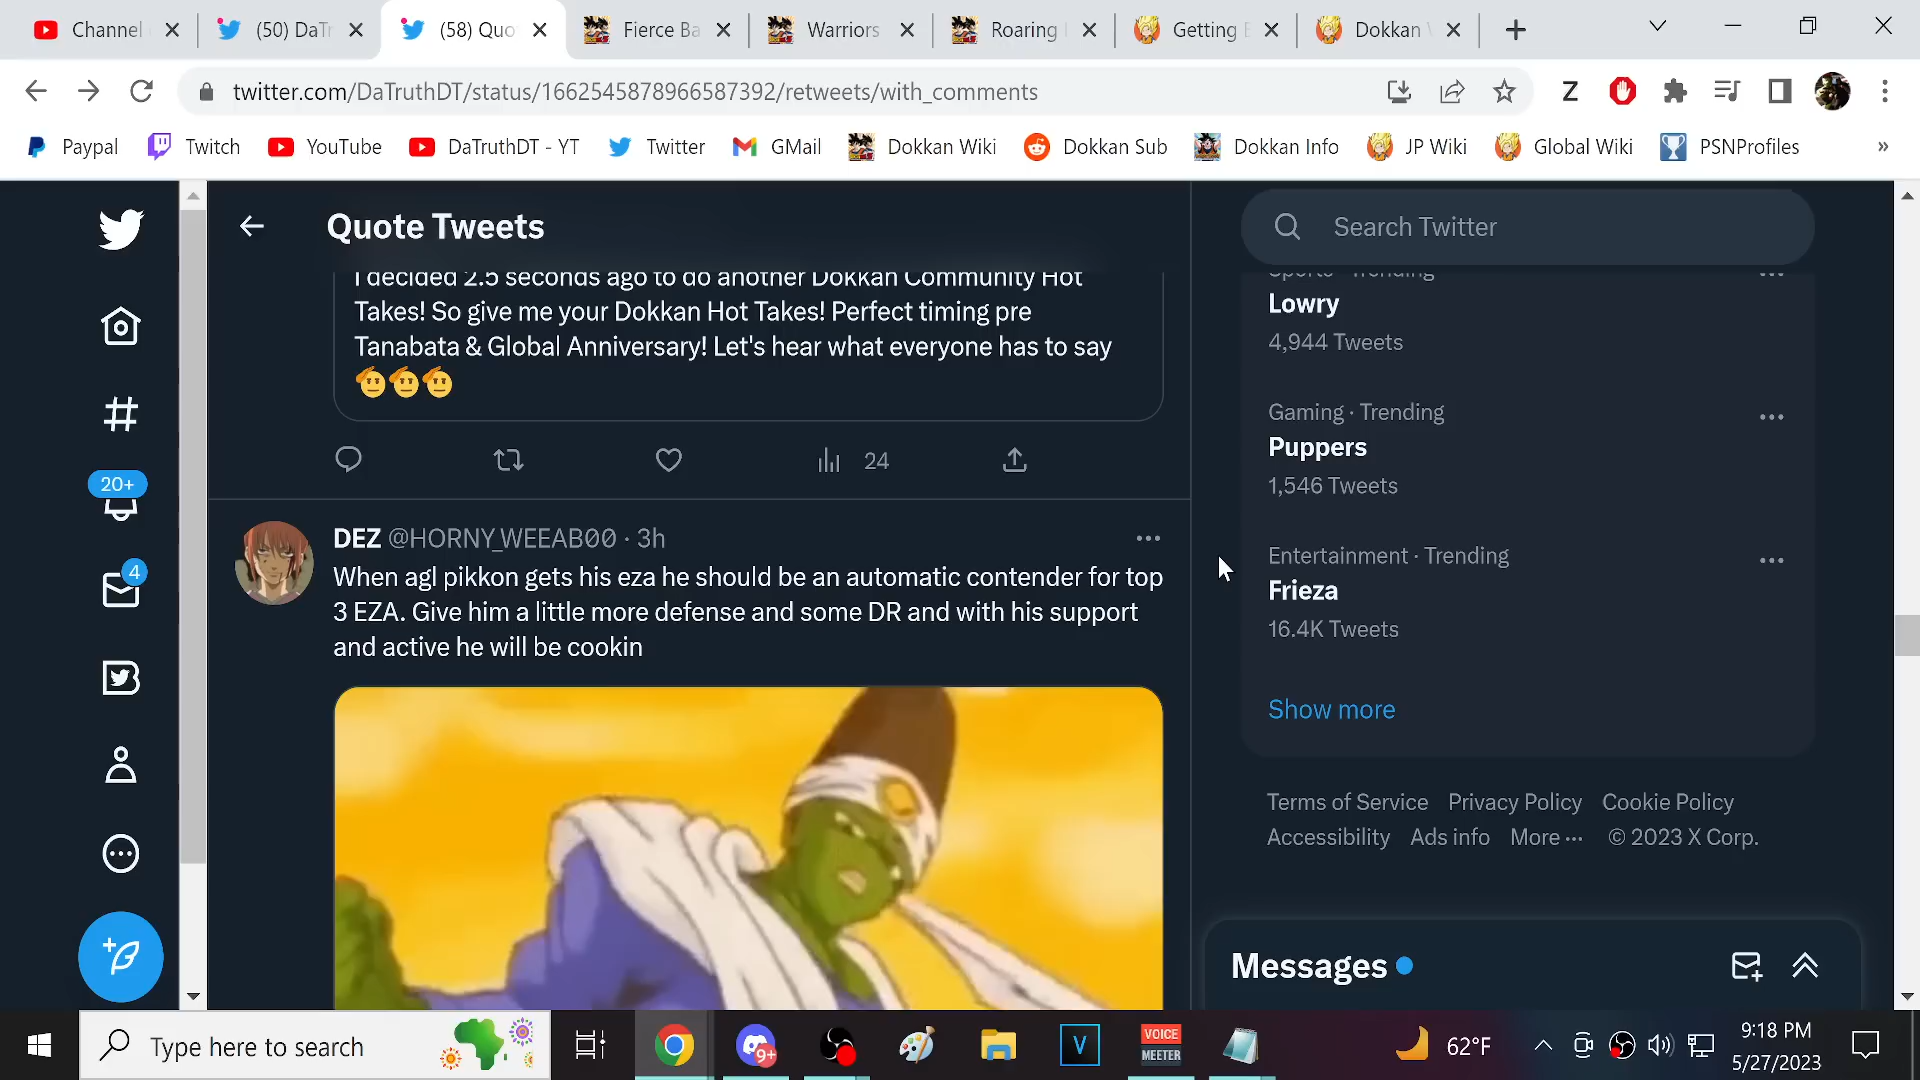 Channel
(50) DaTr
(58) Quo
Fierce Ba
Warriors
Roaring
Getting
Dokkan
twitter.com/DaTruthDT/status/1662545878966587392/retweets/with_comments
Z
Paypal
Twitch
YouTube
DaTruthDT - YT
Twitter
GMail
Dokkan Wiki
Dokkan Sub
Dokkan Info
JP Wiki
Global Wiki
PSNProfiles
»
Quote Tweets
Search Twitter
I decided 2.5 seconds ago to do another Dokkan Community Hot
Takes! So give me your Dokkan Hot Takes! Perfect timing pre
Tanabata & Global Anniversary! Let's hear what everyone has to say
24
DEZ @HORNY_WEEAB00 · 3h
When agl pikkon gets his eza he should be an automatic contender for top
3 EZA. Give him a little more defense and some DR and with his support
and active he will be cookin
20+
4
Sports · Trending
Lowry
4,944 Tweets
Gaming · Trending
Puppers
1,546 Tweets
Entertainment · Trending
Frieza
16.4K Tweets
Show more
Terms of Service Privacy Policy Cookie Policy
Accessibility Ads info More ··· © 2023 X Corp.
Messages
Type here to search
9+
V
VOICE
MEETER
62°F
9:18 PM
5/27/2023